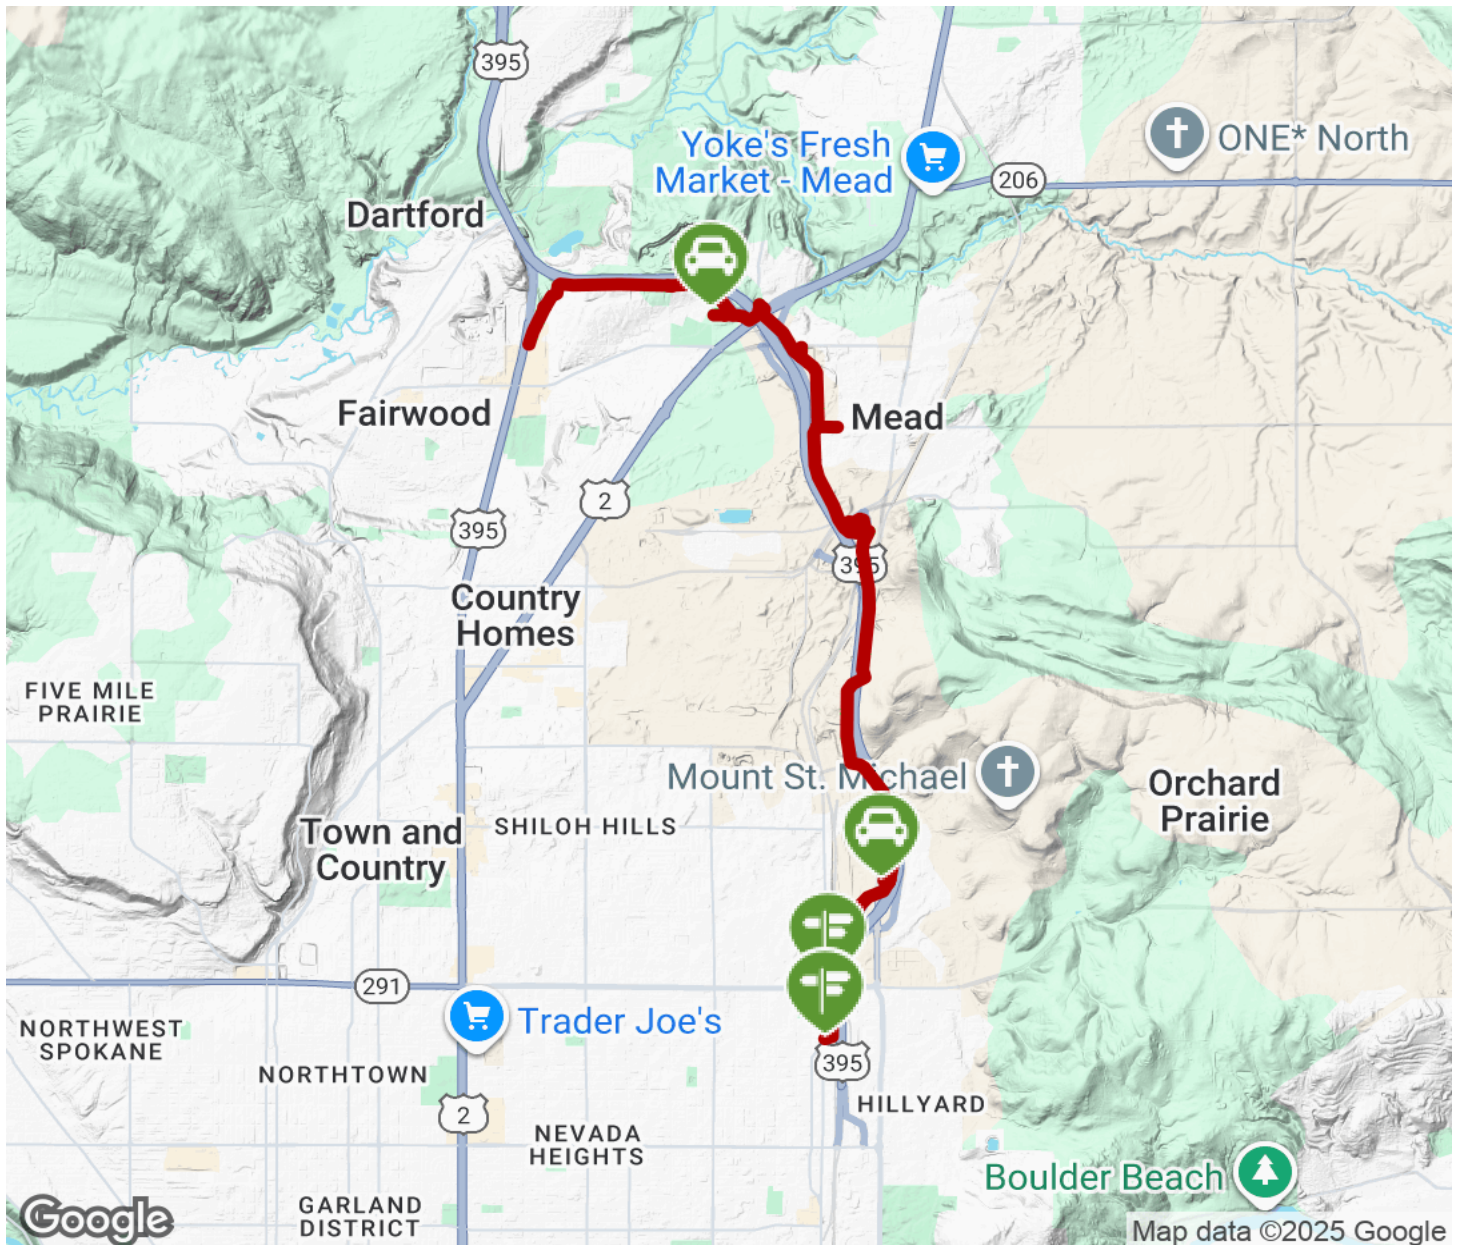 395
Yoke's Fresh
Market - Mead
ONE* North
206
Dartford
Fairwood
Mead
2
395
395
Country
Homes
FIVE MILE
PRAIRIE
Mount St. Michael
Orchard
Prairie
Town and
Country
SHILOH HILLS
291
Trader Joe's
NORTHWEST
SPOKANE
NORTHTOWN
395
2
HILLYARD
NEVADA
HEIGHTS
Boulder Beach
GARLAND
DISTRICT
Google
Map data ©2025 Google